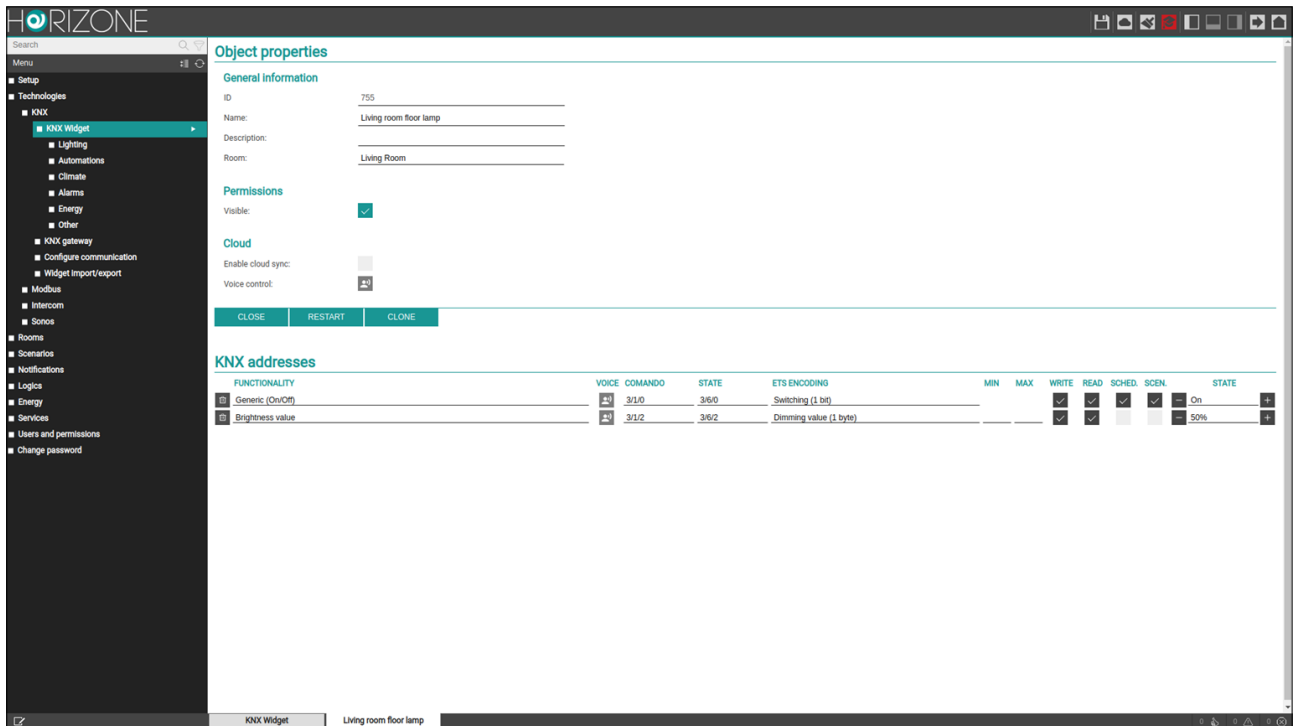 HORIZONE
Search
Menu
Setup
Technologies
KNX
KNX Widget
Lighting
Automations
Climate
Alarms
Energy
Other
KNX gateway
Configure communication
Widget import/export
Modbus
Intercom
Sonos
Rooms
Scenarios
Notifications
Logics
Energy
Services
Users and permissions
Change password
Object properties
General information
ID 755
Name: Living room floor lamp
Description:
Room: Living Room
Permissions
Visible:
Cloud
Enable cloud sync:
Voice control:
CLOSE RESTART CLONE
KNX addresses
FUNCTIONALITY VOICE COMANDO STATE ETS ENCODING MIN MAX WRITE READ SCHED. SCEN. STATE
Generic (On/Off) 3/1/0 3/6/0 Switching (1 bit) On
Brightness value 3/1/2 3/6/2 Dimming value (1 byte) 50%
KNX Widget Living room floor lamp 0 0 0